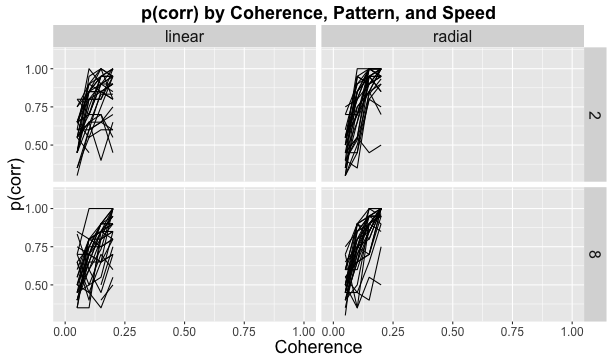 p(corr) by Coherence, Pattern, and Speed
linear
radial
1.00
0.75
0.50
2
p(corr)
1.00
0.75
0.50
8
0.00 0.25 0.50 0.75 1.00
0.00 0.25 0.50 0.75 1.00
Coherence